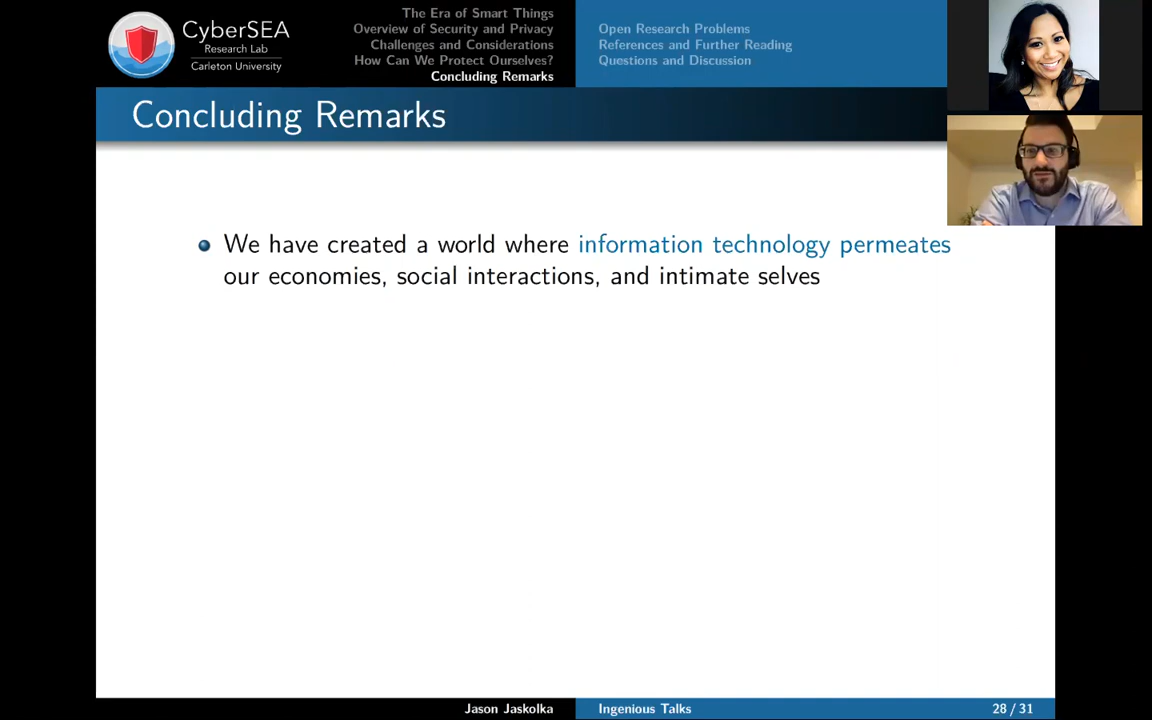 CyberSEA
Research Lab
Carleton University
The Era of Smart Things
Overview of Security and Privacy
Challenges and Considerations
How Can We Protect Ourselves?
Concluding Remarks
Open Research Problems
References and Further Reading
Questions and Discussion
Concluding Remarks
We have created a world where information technology permeates
our economies, social interactions, and intimate selves
Jason Jaskolka
Ingenious Talks
28 / 31